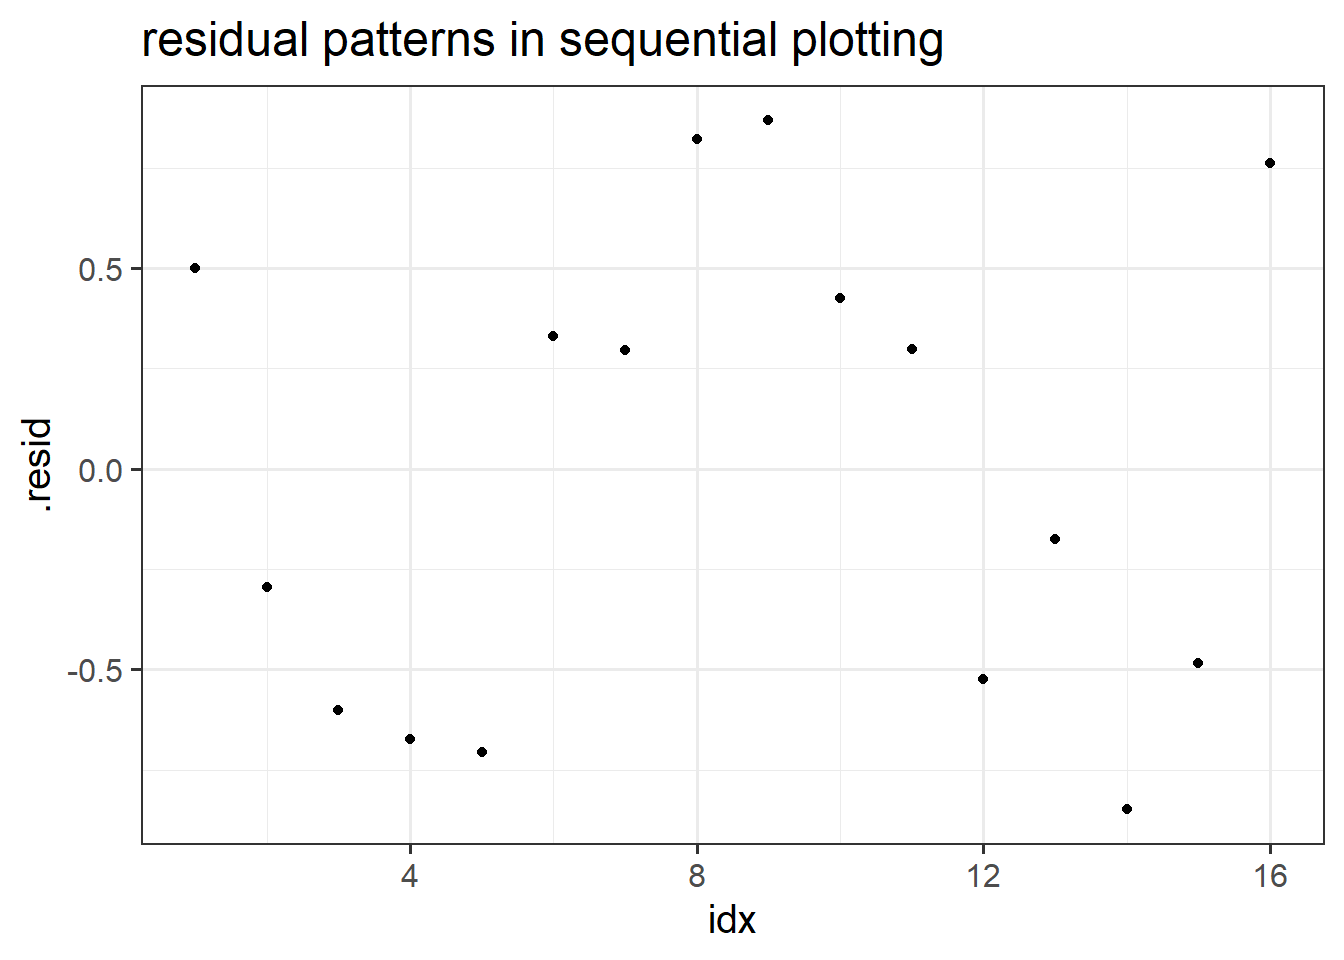 residual patterns in sequential plotting
.resid
0.5
0.0
-0.5
4 8 12 16
idx